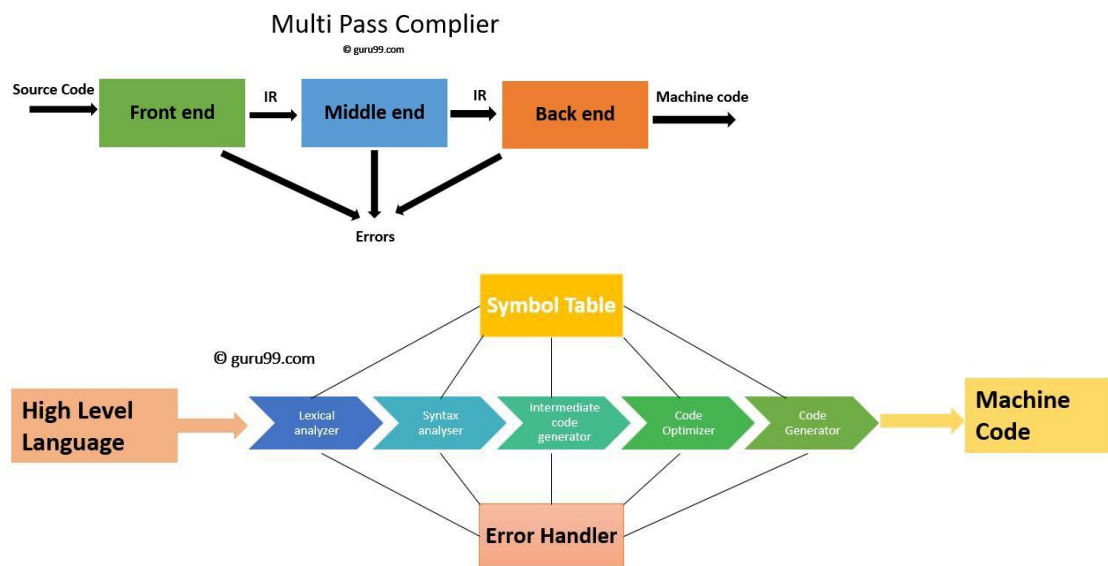 Multi Pass Complier
© guru99.com
Source Code
Front end
IR
Middle end
IR
Back end
Machine code
Errors
Symbol Table
© guru99.com
High Level
Language
Lexical
analyzer
Syntax
analyser
Intermediate
code
generator
Code
Optimizer
Code
Generator
Machine
Code
Error Handler